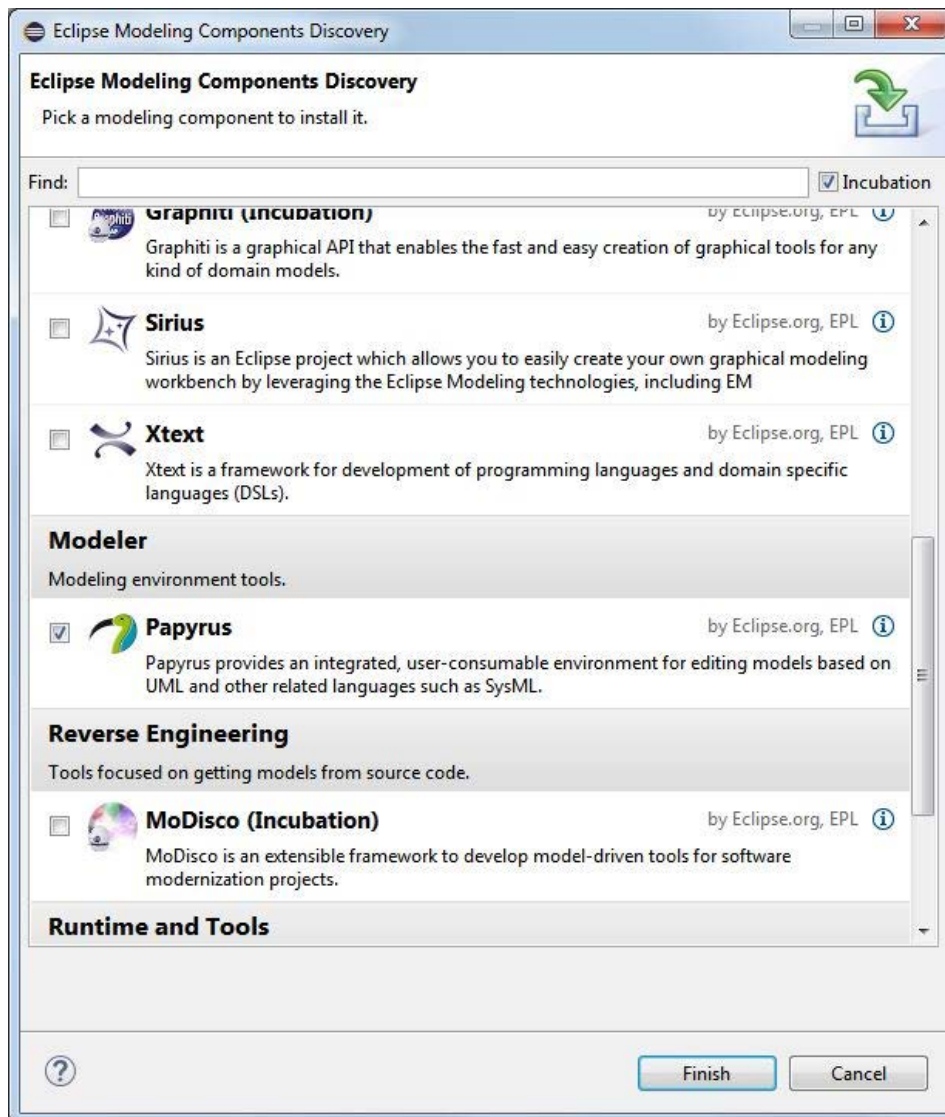 Eclipse Modeling Components Discovery
Eclipse Modeling Components Discovery
Pick a modeling component to install it.
Find:
Incubation
Graphiti (Incubation)
by Eclipse.org, EPL
Graphiti is a graphical API that enables the fast and easy creation of graphical tools for any
kind of domain models.
Sirius
by Eclipse.org, EPL
Sirius is an Eclipse project which allows you to easily create your own graphical modeling
workbench by leveraging the Eclipse Modeling technologies, including EM
Xtext
by Eclipse.org, EPL
Xtext is a framework for development of programming languages and domain specific
languages (DSLs).
Modeler
Modeling environment tools.
Papyrus
by Eclipse.org, EPL
Papyrus provides an integrated, user-consumable environment for editing models based on
UML and other related languages such as SysML.
Reverse Engineering
Tools focused on getting models from source code.
MoDisco (Incubation)
by Eclipse.org, EPL
MoDisco is an extensible framework to develop model-driven tools for software
modernization projects.
Runtime and Tools
Finish
Cancel